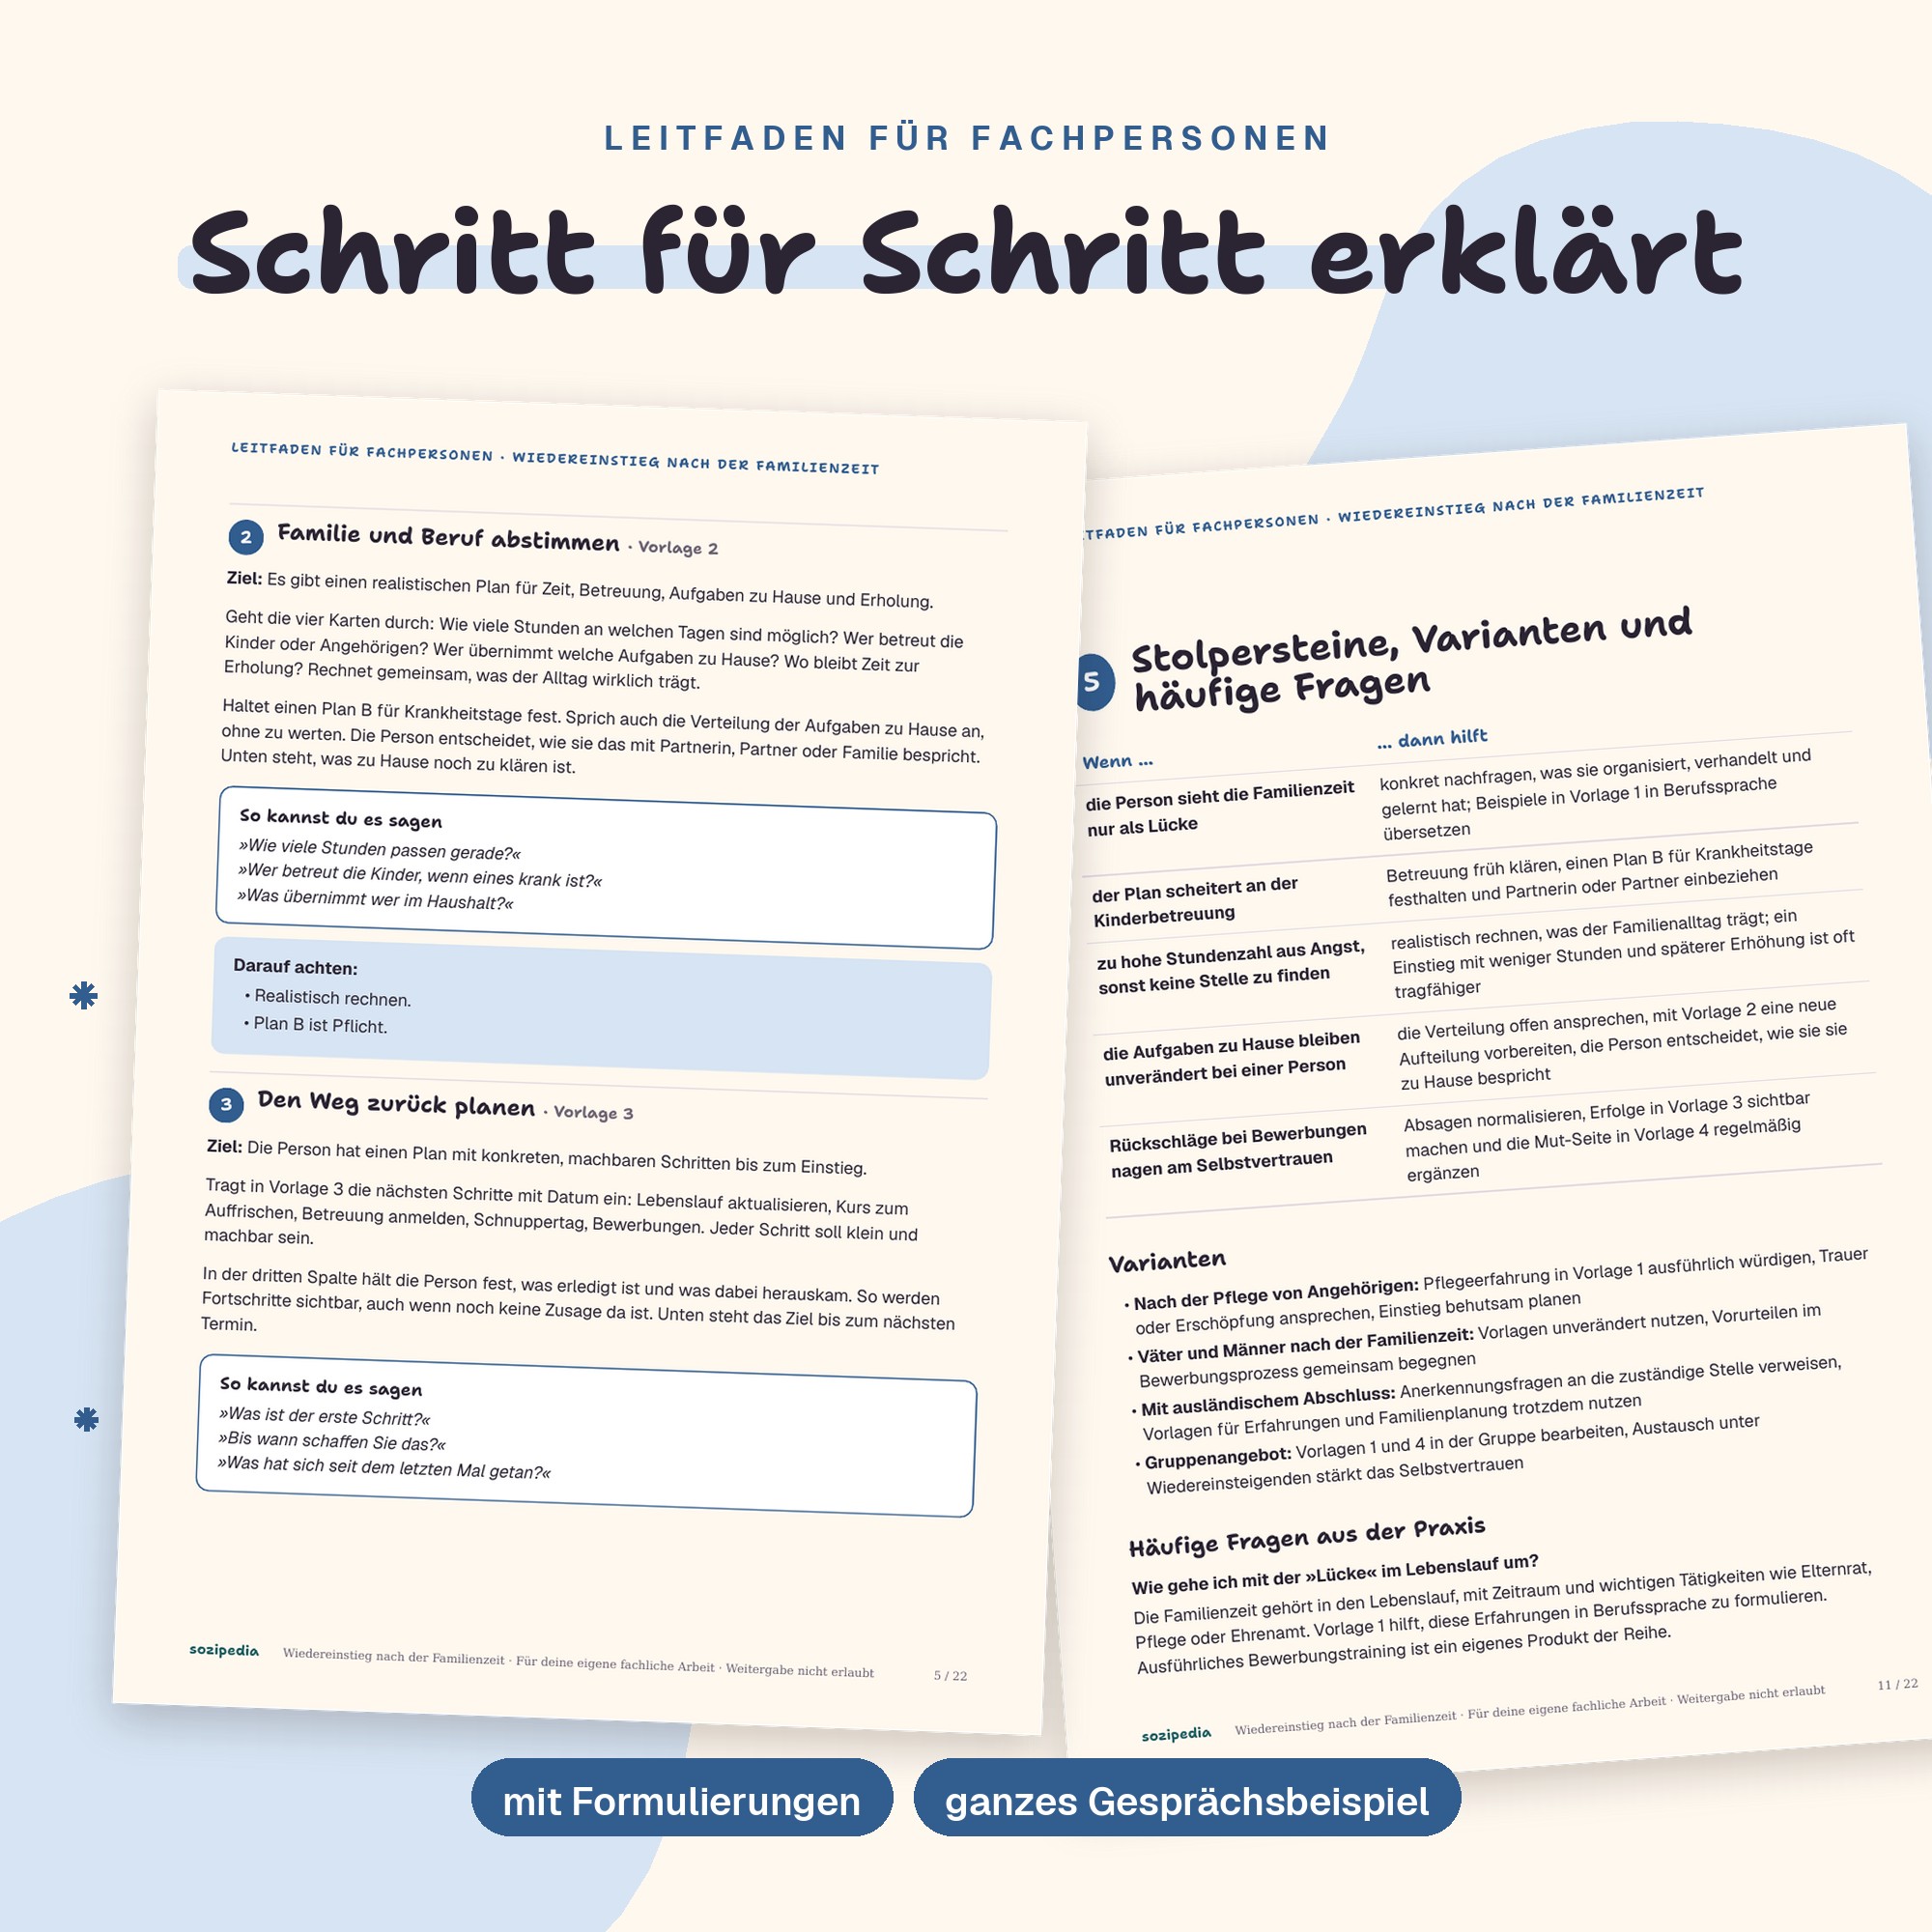 LEITFADEN FÜR FACHPERSONEN
Schritt für Schritt erklärt
LEITFADEN FÜR FACHPERSONEN · WIEDEREINSTIEG NACH DER FAMILIENZEIT
2 Familie und Beruf abstimmen · Vorlage 2
Ziel: Es gibt einen realistischen Plan für Zeit, Betreuung, Aufgaben zu Hause und Erholung.
Geht die vier Karten durch: Wie viele Stunden an welchen Tagen sind möglich? Wer betreut die
Kinder oder Angehörigen? Wer übernimmt welche Aufgaben zu Hause? Wo bleibt Zeit zur
Erholung? Rechnet gemeinsam, was der Alltag wirklich trägt.
Haltet einen Plan B für Krankheitstage fest. Sprich auch die Verteilung der Aufgaben zu Hause an,
ohne zu werten. Die Person entscheidet, wie sie das mit Partnerin, Partner oder Familie bespricht.
Unten steht, was zu Hause noch zu klären ist.
So kannst du es sagen
»Wie viele Stunden passen gerade?«
»Wer betreut die Kinder, wenn eines krank ist?«
»Was übernimmt wer im Haushalt?«
Darauf achten:
• Realistisch rechnen.
• Plan B ist Pflicht.
3 Den Weg zurück planen · Vorlage 3
Ziel: Die Person hat einen Plan mit konkreten, machbaren Schritten bis zum Einstieg.
Tragt in Vorlage 3 die nächsten Schritte mit Datum ein: Lebenslauf aktualisieren, Kurs zum
Auffrischen, Betreuung anmelden, Schnuppertag, Bewerbungen. Jeder Schritt soll klein und
machbar sein.
In der dritten Spalte hält die Person fest, was erledigt ist und was dabei herauskam. So werden
Fortschritte sichtbar, auch wenn noch keine Zusage da ist. Unten steht das Ziel bis zum nächsten
Termin.
So kannst du es sagen
»Was ist der erste Schritt?«
»Bis wann schaffen Sie das?«
»Was hat sich seit dem letzten Mal getan?«
sozipedia Wiedereinstieg nach der Familienzeit · Für deine eigene fachliche Arbeit · Weitergabe nicht erlaubt 5 / 22
ITFADEN FÜR FACHPERSONEN · WIEDEREINSTIEG NACH DER FAMILIENZEIT
5 Stolpersteine, Varianten und
häufige Fragen
Wenn … … dann hilft
die Person sieht die Familienzeit
nur als Lücke
konkret nachfragen, was sie organisiert, verhandelt und
gelernt hat; Beispiele in Vorlage 1 in Berufssprache
übersetzen
der Plan scheitert an der
Kinderbetreuung
Betreuung früh klären, einen Plan B für Krankheitstage
festhalten und Partnerin oder Partner einbeziehen
zu hohe Stundenzahl aus Angst,
sonst keine Stelle zu finden
realistisch rechnen, was der Familienalltag trägt; ein
Einstieg mit weniger Stunden und späterer Erhöhung ist oft
tragfähiger
die Aufgaben zu Hause bleiben
unverändert bei einer Person
die Verteilung offen ansprechen, mit Vorlage 2 eine neue
Aufteilung vorbereiten, die Person entscheidet, wie sie sie
zu Hause bespricht
Rückschläge bei Bewerbungen
nagen am Selbstvertrauen
Absagen normalisieren, Erfolge in Vorlage 3 sichtbar
machen und die Mut-Seite in Vorlage 4 regelmäßig
ergänzen
Varianten
• Nach der Pflege von Angehörigen: Pflegeerfahrung in Vorlage 1 ausführlich würdigen, Trauer
oder Erschöpfung ansprechen, Einstieg behutsam planen
• Väter und Männer nach der Familienzeit: Vorlagen unverändert nutzen, Vorurteilen im
Bewerbungsprozess gemeinsam begegnen
• Mit ausländischem Abschluss: Anerkennungsfragen an die zuständige Stelle verweisen,
Vorlagen für Erfahrungen und Familienplanung trotzdem nutzen
• Gruppenangebot: Vorlagen 1 und 4 in der Gruppe bearbeiten, Austausch unter
Wiedereinsteigenden stärkt das Selbstvertrauen
Häufige Fragen aus der Praxis
Wie gehe ich mit der »Lücke« im Lebenslauf um?
Die Familienzeit gehört in den Lebenslauf, mit Zeitraum und wichtigen Tätigkeiten wie Elternrat,
Pflege oder Ehrenamt. Vorlage 1 hilft, diese Erfahrungen in Berufssprache zu formulieren.
Ausführliches Bewerbungstraining ist ein eigenes Produkt der Reihe.
sozipedia Wiedereinstieg nach der Familienzeit · Für deine eigene fachliche Arbeit · Weitergabe nicht erlaubt 11 / 22
mit Formulierungen
ganzes Gesprächsbeispiel